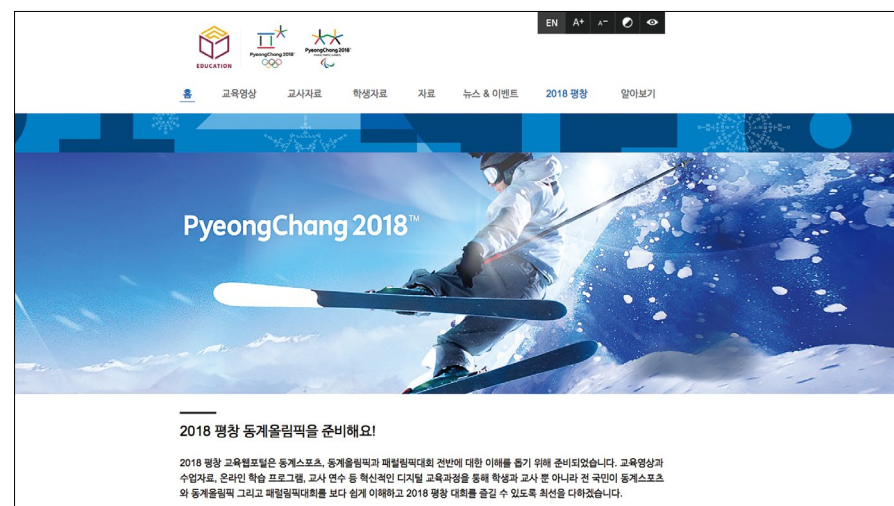 EN A+ A-
EDUCATION
PyeongChang 2018
PyeongChang 2018
홈 교육영상 교사자료 학생자료 자료 뉴스 & 이벤트 2018 평창 알아보기
PyeongChang 2018™
2018 평창 동계올림픽을 준비해요!
2018 평창 교육웹포털은 동계스포츠, 동계올림픽과 패럴림픽대회 전반에 대한 이해를 돕기 위해 준비되었습니다. 교육영상과
수업자료, 온라인 학습 프로그램, 교사 연수 등 혁신적인 디지털 교육과정을 통해 학생과 교사 뿐 아니라 전 국민이 동계스포츠
와 동계올림픽 그리고 패럴림픽대회를 보다 쉽게 이해하고 2018 평창 대회를 즐길 수 있도록 최선을 다하겠습니다.